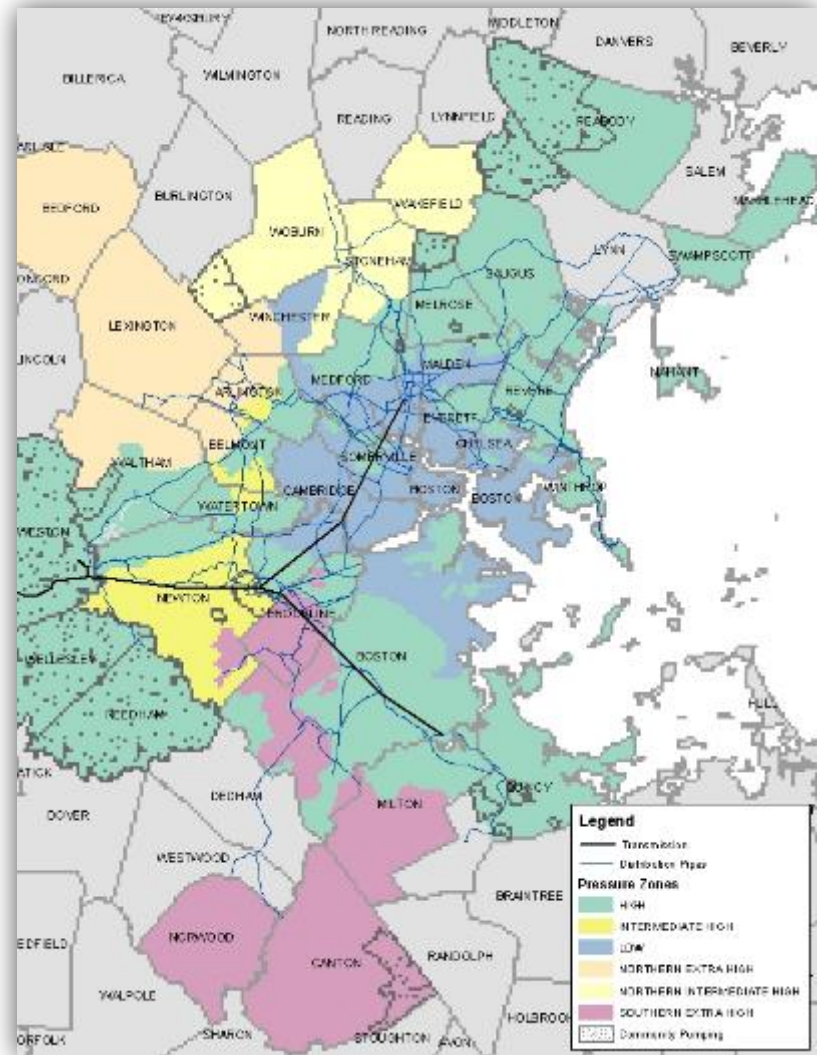 MIDDLETON
NORTH READING
DANVERS
BEVERLY
WILMINGTON
BILLERICA
READING
LYNNFIELD
PEABODY
SALEM
BURLINGTON
MARBLEHEAD
BEDFORD
WAKEFIELD
WOBURN
STONEHAM
LYNN
SWAMPSCOTT
SAUGUS
MELROSE
WINCHESTER
LEXINGTON
LINCOLN
MALDEN
MEDFORD
NAHANT
REVERE
ARLINGTON
EVERETT
CHELSEA
BELMONT
SOMERVILLE
WALTHAM
CAMBRIDGE
BOSTON
BOSTON
WINTHROP
WATERTOWN
WESTON
NEWTON
BROOKLINE
BOSTON
WELLESLEY
NEEDHAM
HULL
QUINCY
DEDHAM
MILTON
DOVER
WESTWOOD
BRAINTREE
NORWOOD
CANTON
RANDOLPH
WALPOLE
HOLBROOK
SHARON
STOUGHTON
AVON
Legend
Transmission
Distribution Pipes
Pressure Zones
HIGH
INTERMEDIATE HIGH
LOW
NORTHERN EXTRA HIGH
NORTHERN INTERMEDIATE HIGH
SOUTHERN EXTRA HIGH
Community Pumping